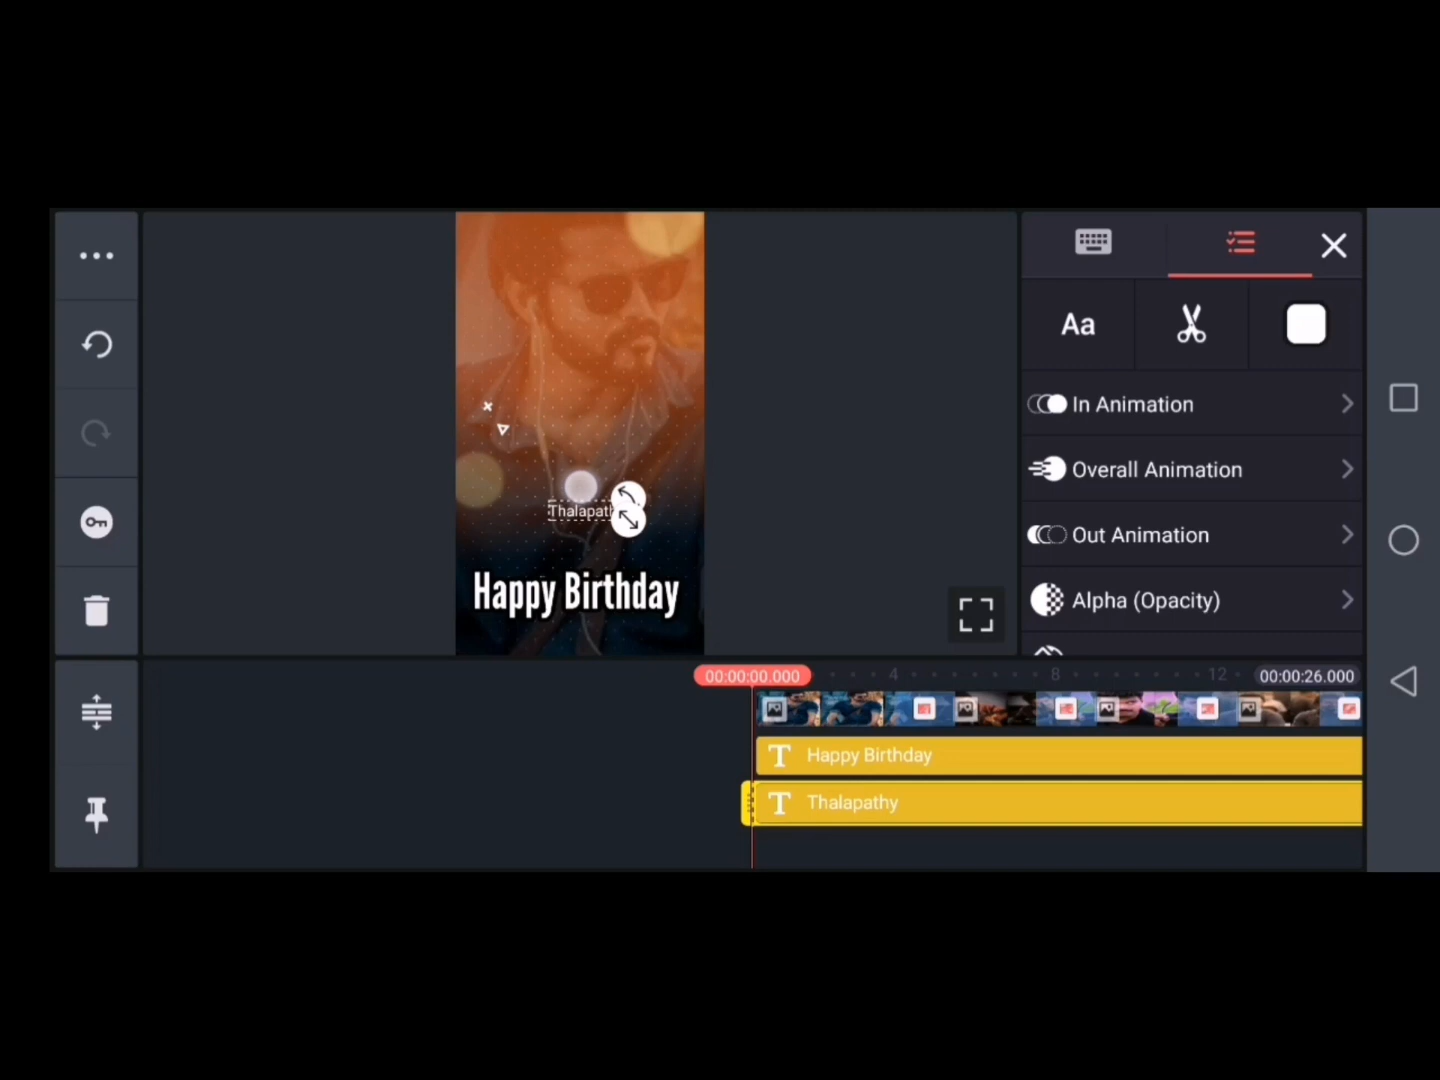 Aa
In Animation
Overall Animation
Out Animation
Alpha (Opacity)
Thalapath
Happy Birthday
00:00:00.000
4
8
12
00:00:26.000
T Happy Birthday
T Thalapathy